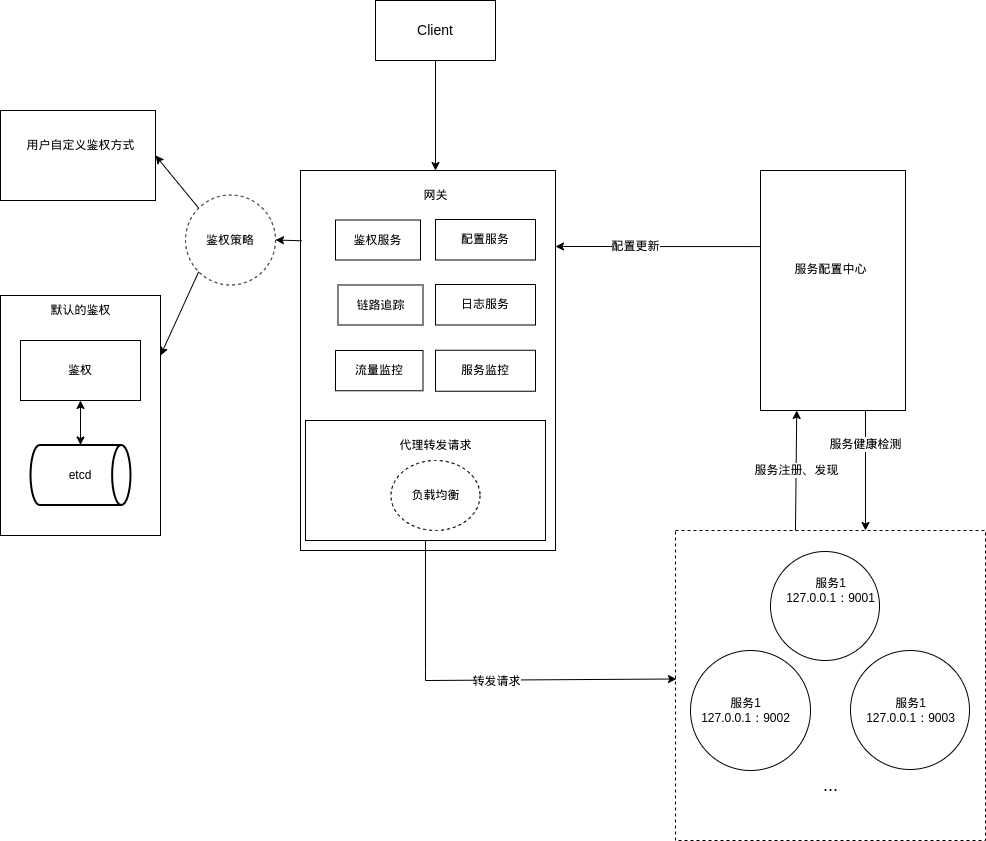 Client
用户自定义鉴权方式
鉴权策略
默认的鉴权
鉴权
etcd
网关
鉴权服务
配置服务
链路追踪
日志服务
流量监控
服务监控
代理转发请求
负载均衡
配置更新
服务配置中心
服务健康检测
服务注册、发现
转发请求
服务1
127.0.0.1：9001
服务1
127.0.0.1：9002
服务1
127.0.0.1：9003
...